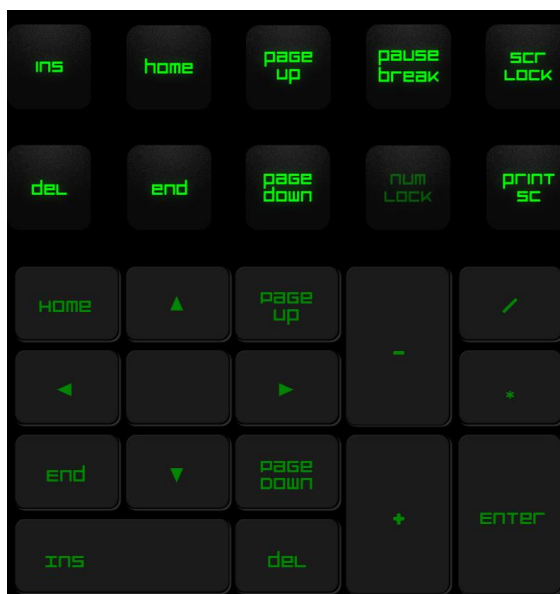 ins
home
page
up
pause
break
scr
lock
del
end
page
down
num
lock
print
sc
Home
▲
page
up
-
/
◄
►
*
End
▼
page
down
+
Enter
Ins
del